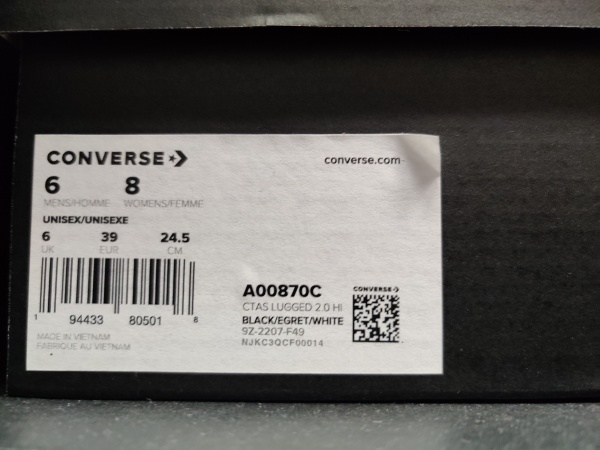 CONVERSE
converse.com
6 8
MENS/HOMME WOMENS/FEMME
UNISEX/UNISEXE
6 39 24.5
UK EUR CM
1 94433 80501 8
MADE IN VIETNAM
FABRIQUE AU VIETNAM
A00870C
CTAS LUGGED 2.0 HI
BLACK/EGRET/WHITE
9Z-2207-F49
NJKC3QCF00014
CONVERSE